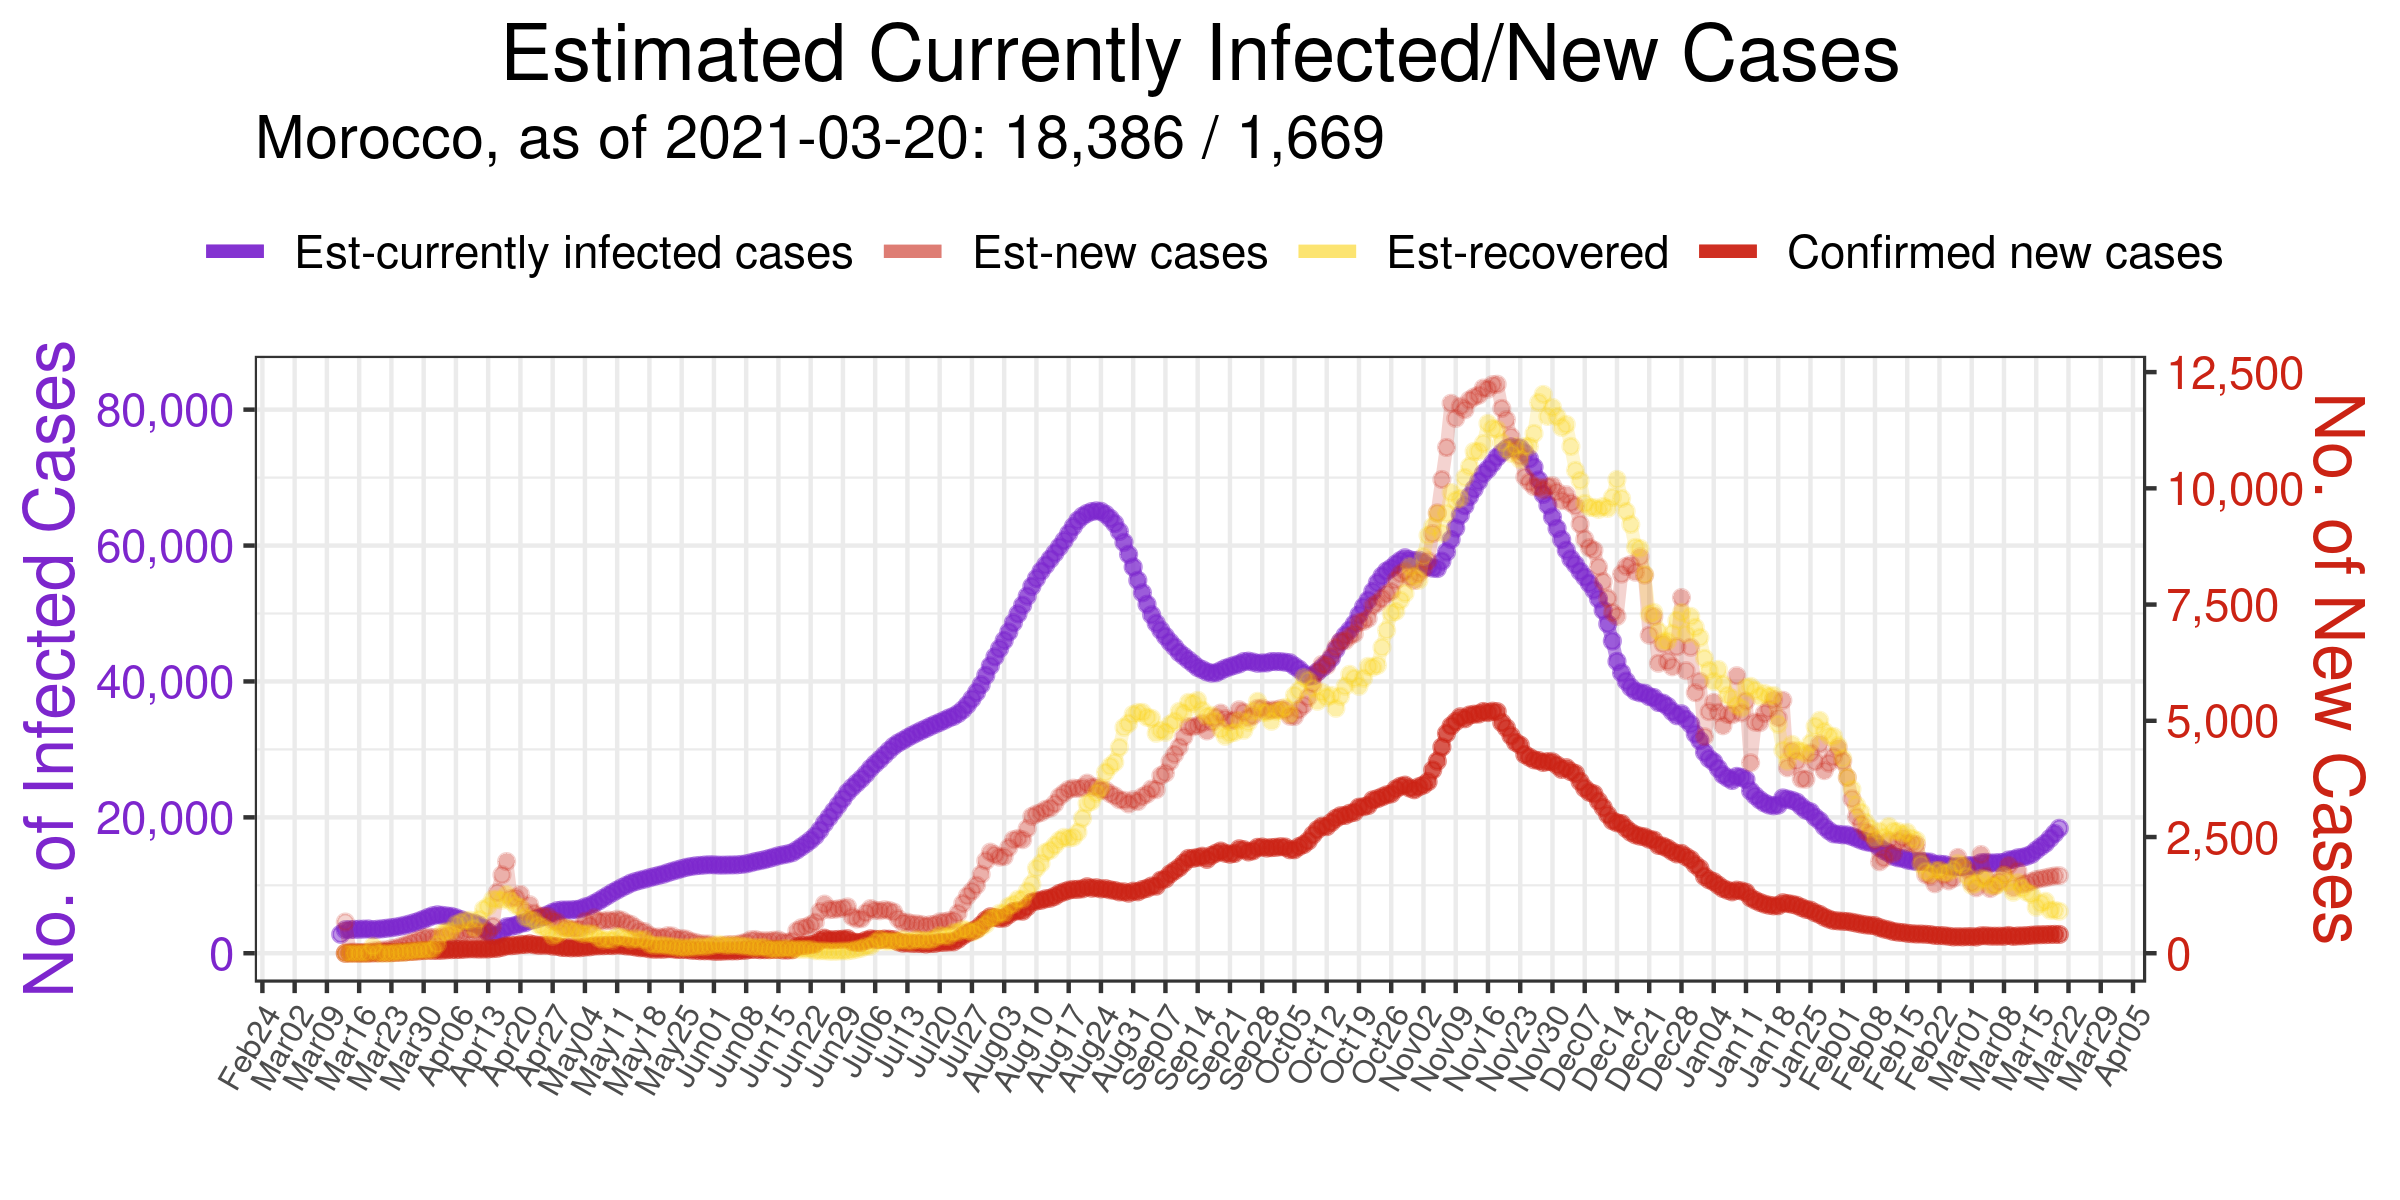 Estimated Currently Infected/New Cases
Morocco, as of 2021-03-20: 18,386 / 1,669
Est-currently infected cases Est-new cases Est-recovered Confirmed new cases
No. of Infected Cases
80,000
60,000
40,000
20,000
0
12,500
10,000
7,500
5,000
2,500
0
No. of New Cases
Feb24
Mar02
Mar09
Mar16
Mar23
Mar30
Apr06
Apr13
Apr20
Apr27
May04
May11
May18
May25
Jun01
Jun08
Jun15
Jun22
Jun29
Jul06
Jul13
Jul20
Jul27
Aug03
Aug10
Aug17
Aug24
Aug31
Sep07
Sep14
Sep21
Sep28
Oct05
Oct12
Oct19
Oct26
Nov02
Nov09
Nov16
Nov23
Nov30
Dec07
Dec14
Dec21
Dec28
Jan04
Jan11
Jan18
Jan25
Feb01
Feb08
Feb15
Feb22
Mar01
Mar08
Mar15
Mar22
Mar29
Apr05